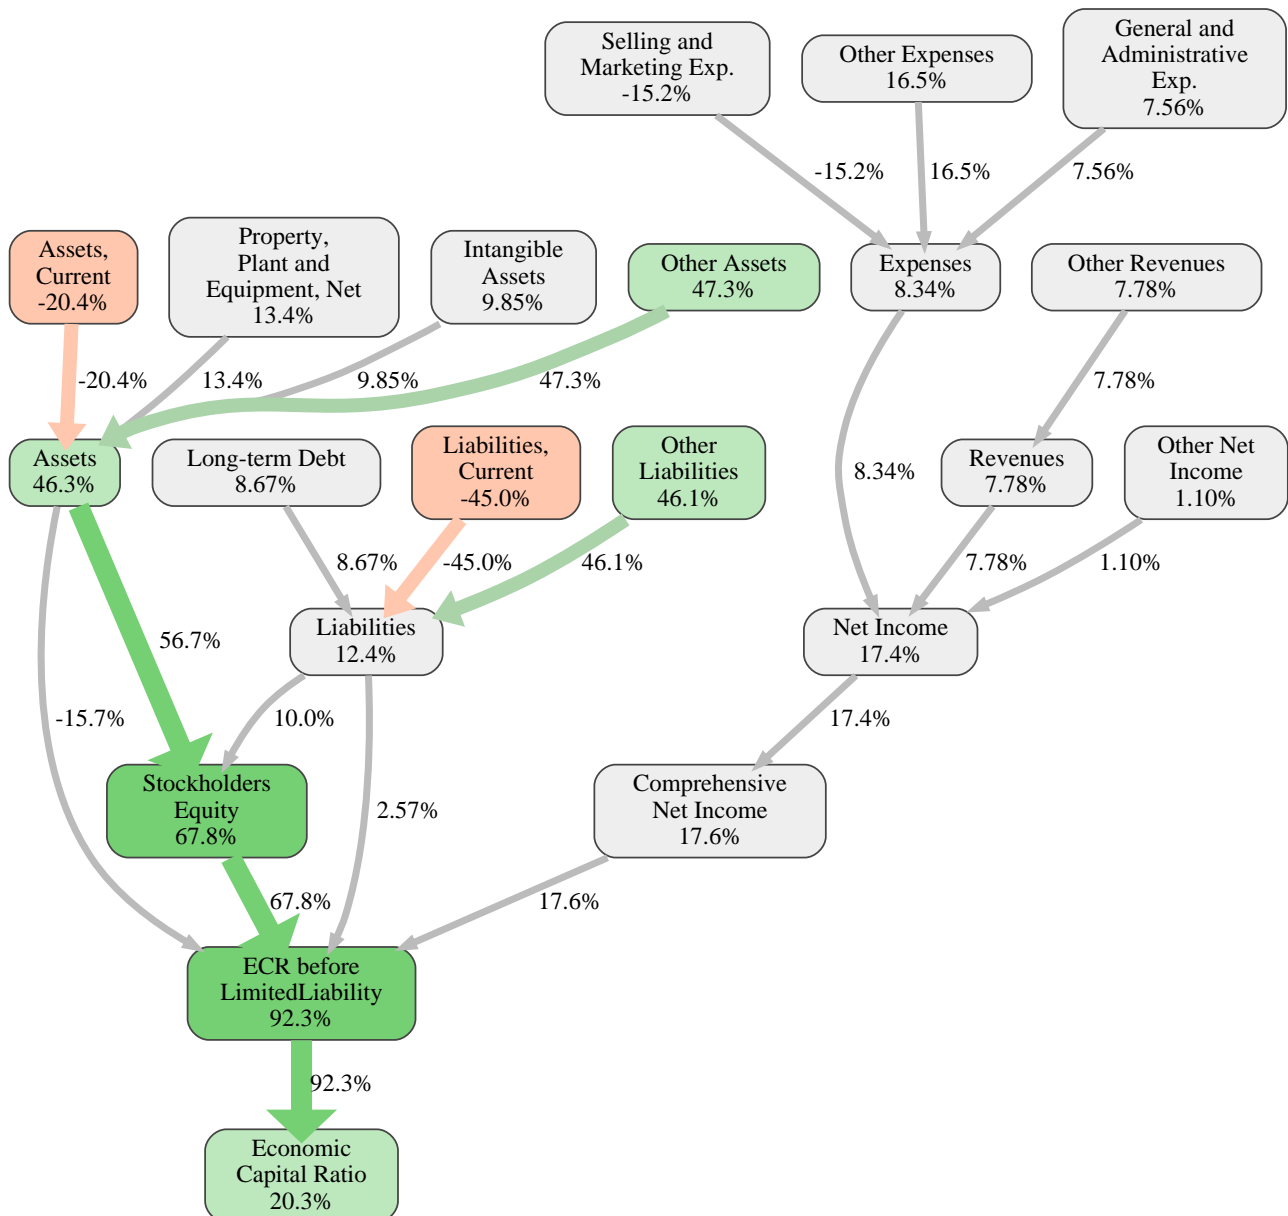 Selling and
Marketing Exp.
-15.2%
Other Expenses
16.5%
General and
Administrative
Exp.
7.56%
-15.2%
16.5%
7.56%
Assets,
Current
-20.4%
Property,
Plant and
Equipment, Net
13.4%
Intangible
Assets
9.85%
Other Assets
47.3%
Expenses
8.34%
Other Revenues
7.78%
-20.4%
13.4%
9.85%
47.3%
7.78%
Assets
46.3%
Long-term Debt
8.67%
Liabilities,
Current
-45.0%
Other
Liabilities
46.1%
8.34%
Revenues
7.78%
Other Net
Income
1.10%
8.67%
-45.0%
46.1%
7.78%
1.10%
56.7%
Liabilities
12.4%
Net Income
17.4%
-15.7%
10.0%
17.4%
Stockholders
Equity
67.8%
2.57%
Comprehensive
Net Income
17.6%
67.8%
17.6%
ECR before
LimitedLiability
92.3%
92.3%
Economic
Capital Ratio
20.3%